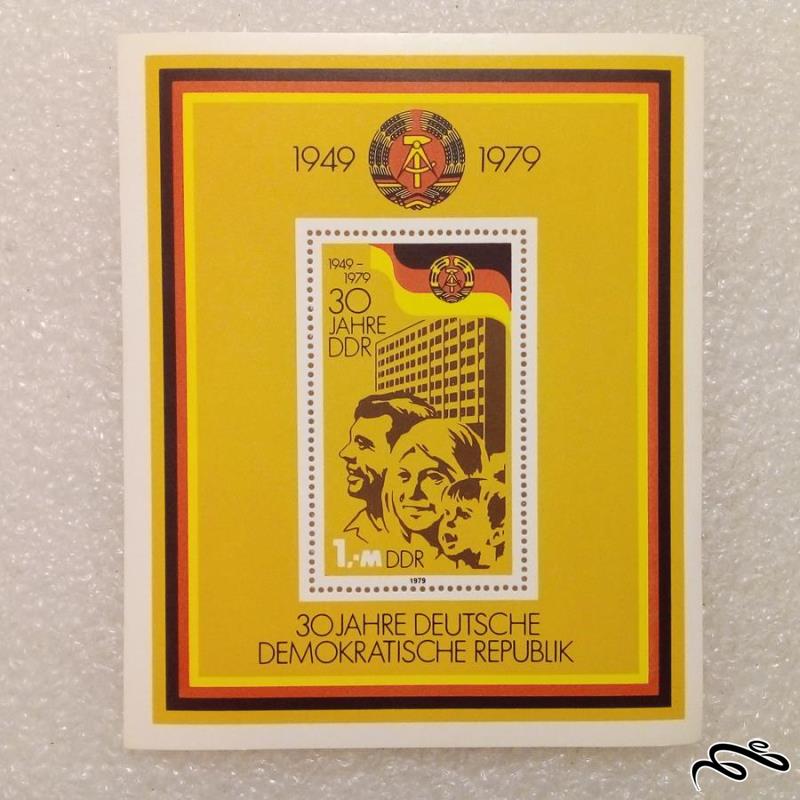 1949 1979
1949–
1979
30
JAHRE
DDR
1,-M DDR
1979
30 JAHRE DEUTSCHE
DEMOKRATISCHE REPUBLIK